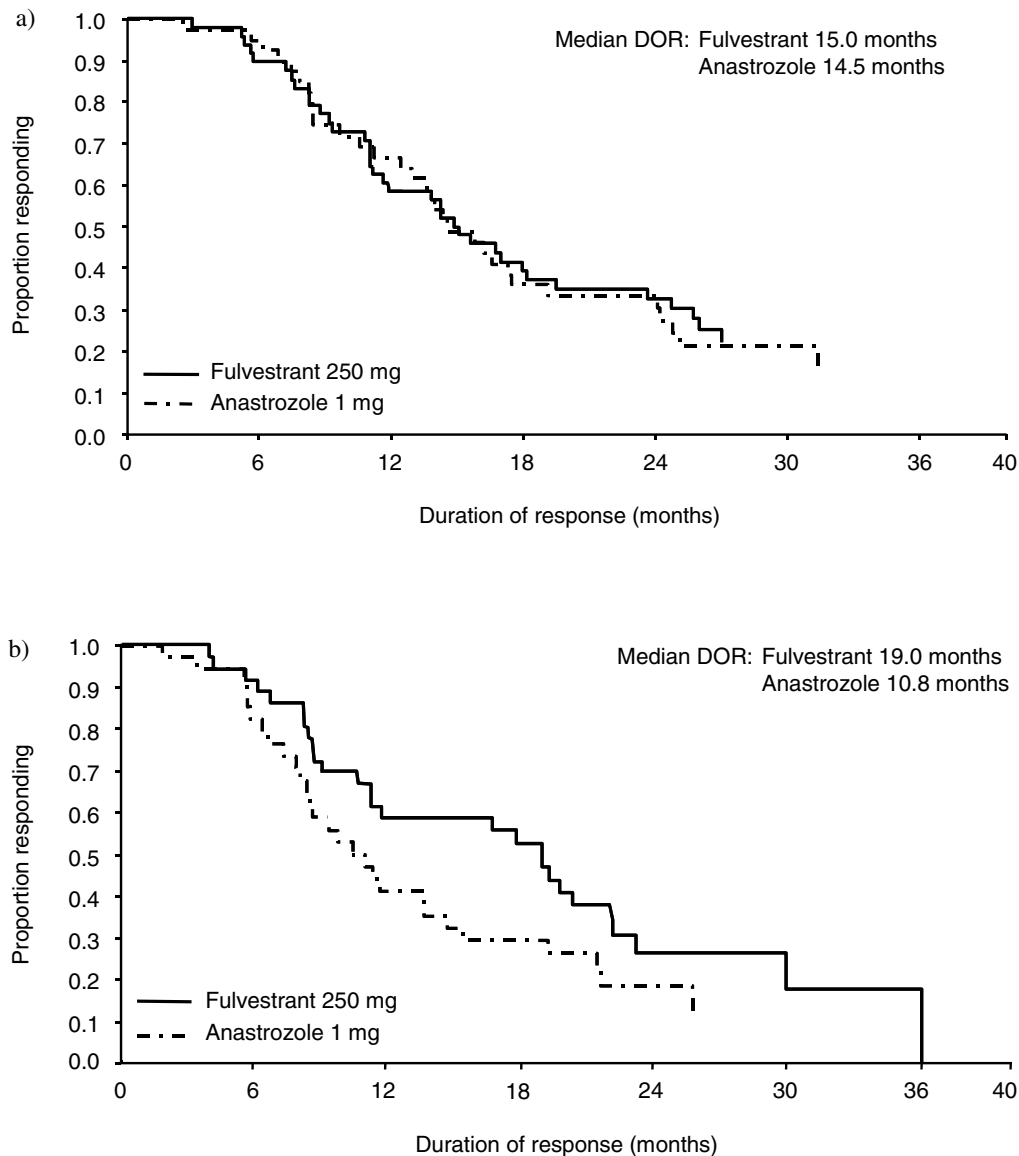 a)
Median DOR: Fulvestrant 15.0 months
Anastrozole 14.5 months
Proportion responding
1.0
0.9
0.8
0.7
0.6
0.5
0.4
0.3
0.2
0.1
0.0
Fulvestrant 250 mg
Anastrozole 1 mg
0 6 12 18 24 30 36 40
Duration of response (months)
b)
Median DOR: Fulvestrant 19.0 months
Anastrozole 10.8 months
Proportion responding
1.0
0.9
0.8
0.7
0.6
0.5
0.4
0.3
0.2
0.1
0.0
Fulvestrant 250 mg
Anastrozole 1 mg
0 6 12 18 24 30 36 40
Duration of response (months)